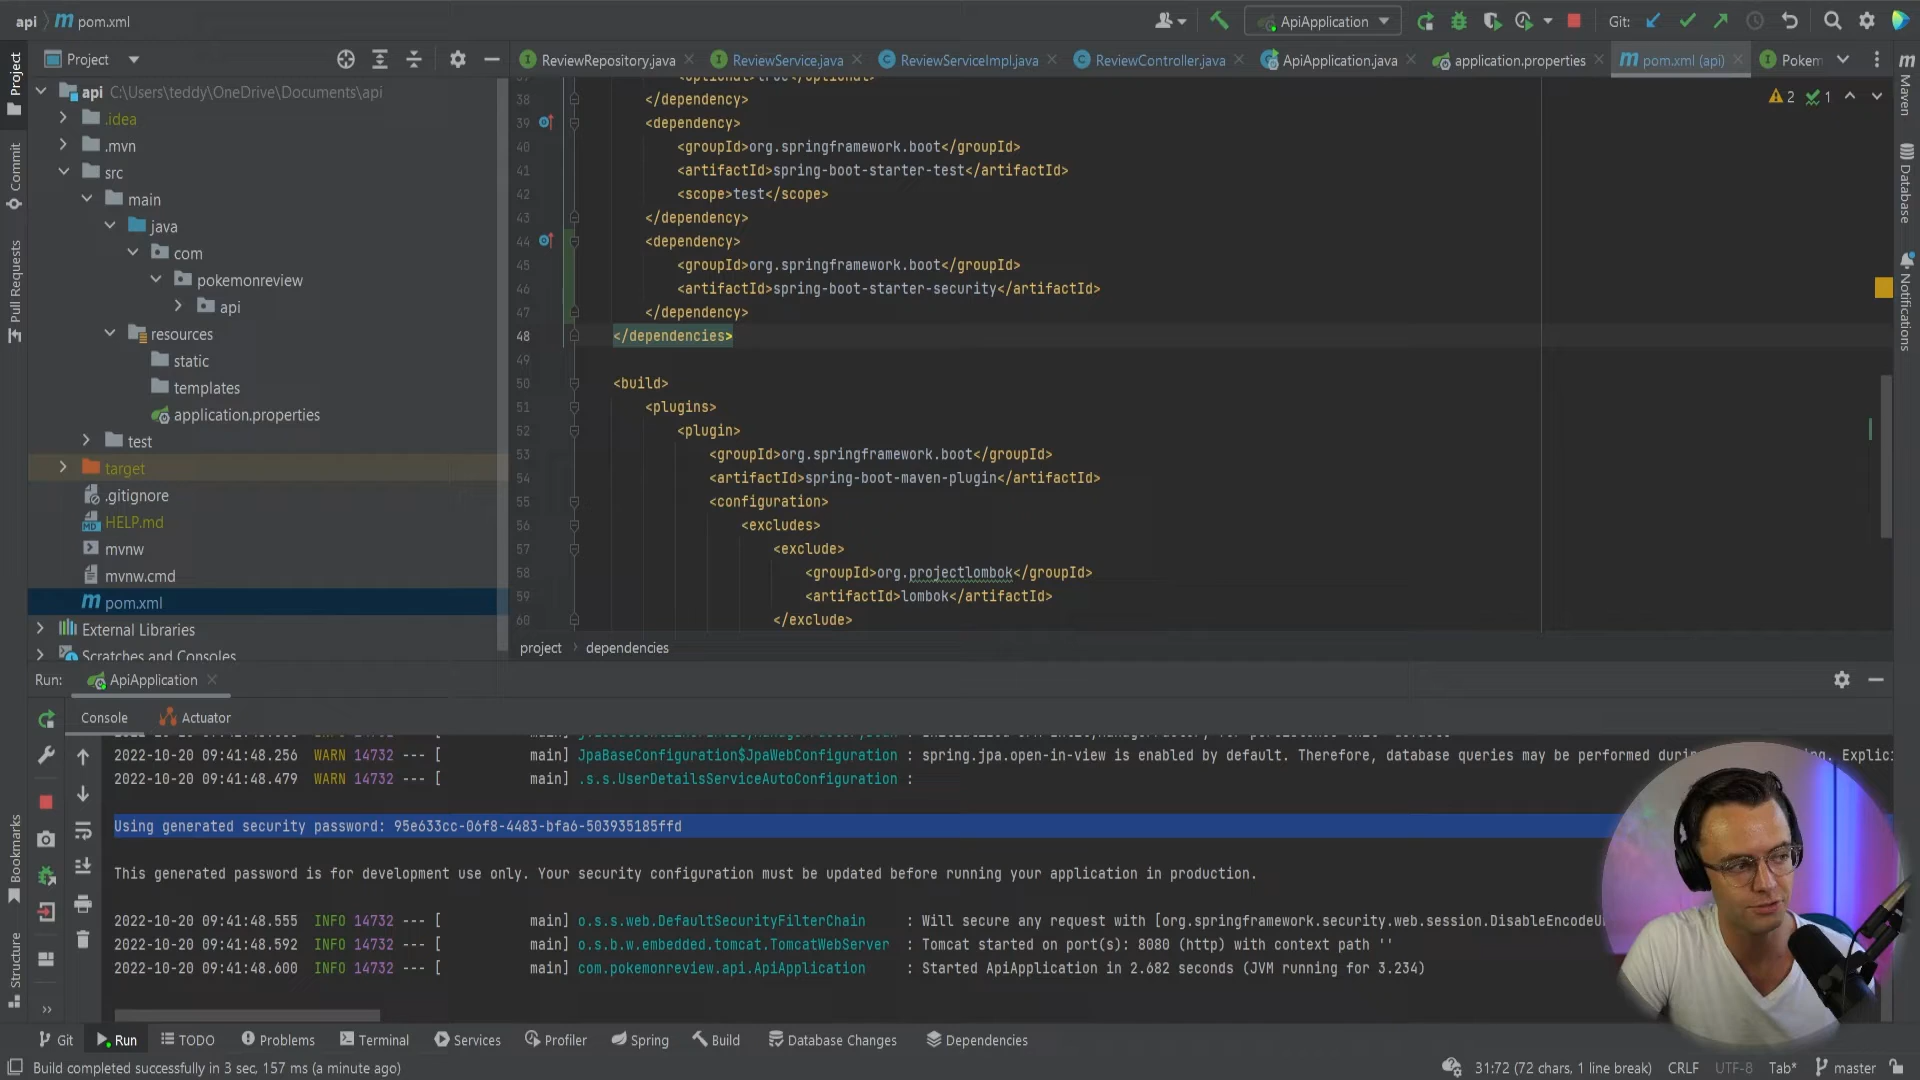 api
pom.xml
ApiApplication
Git:
Project
ReviewRepository.java
ReviewService.java
ReviewServiceImpl.java
ReviewController.java
ApiApplication.java
application.properties
pom.xml (api)
Pokem
api C:\Users\teddy\OneDrive\Documents\api
.idea
.mvn
src
main
java
com
pokemonreview
api
resources
static
templates
application.properties
test
target
.gitignore
HELP.md
mvnw
mvnw.cmd
pom.xml
External Libraries
Scratches and Consoles
2
1
38 </dependency>
39 <dependency>
40 <groupId>org.springframework.boot</groupId>
41 <artifactId>spring-boot-starter-test</artifactId>
42 <scope>test</scope>
43 </dependency>
44 <dependency>
45 <groupId>org.springframework.boot</groupId>
46 <artifactId>spring-boot-starter-security</artifactId>
47 </dependency>
48 </dependencies>
49
50 <build>
51 <plugins>
52 <plugin>
53 <groupId>org.springframework.boot</groupId>
54 <artifactId>spring-boot-maven-plugin</artifactId>
55 <configuration>
56 <excludes>
57 <exclude>
58 <groupId>org.projectlombok</groupId>
59 <artifactId>lombok</artifactId>
60 </exclude>
project
dependencies
Project
Commit
Pull Requests
Bookmarks
Structure
Maven
Database
Notifications
Run:
ApiApplication
Console
Actuator
2022-10-20 09:41:48.256 WARN 14732 --- [ main] JpaBaseConfiguration$JpaWebConfiguration : spring.jpa.open-in-view is enabled by default. Therefore, database queries may be performed
2022-10-20 09:41:48.479 WARN 14732 --- [ main] .s.s.UserDetailsServiceAutoConfiguration :
Using generated security password: 95e633cc-06f8-4483-bfa6-503935185ffd
This generated password is for development use only. Your security configuration must be updated before running your application in production.
2022-10-20 09:41:48.555 INFO 14732 --- [ main] o.s.s.web.DefaultSecurityFilterChain : Will secure any request with [org.springframework.security.web.session.DisableEncodeU
2022-10-20 09:41:48.592 INFO 14732 --- [ main] o.s.b.w.embedded.tomcat.TomcatWebServer : Tomcat started on port(s): 8080 (http) with context path ''
2022-10-20 09:41:48.600 INFO 14732 --- [ main] com.pokemonreview.api.ApiApplication : Started ApiApplication in 2.682 seconds (JVM running for 3.234)
Git
Run
TODO
Problems
Terminal
Services
Profiler
Spring
Build
Database Changes
Dependencies
Build completed successfully in 3 sec, 157 ms (a minute ago)
31:72 (72 chars, 1 line break)
CRLF
UTF-8
Tab*
master